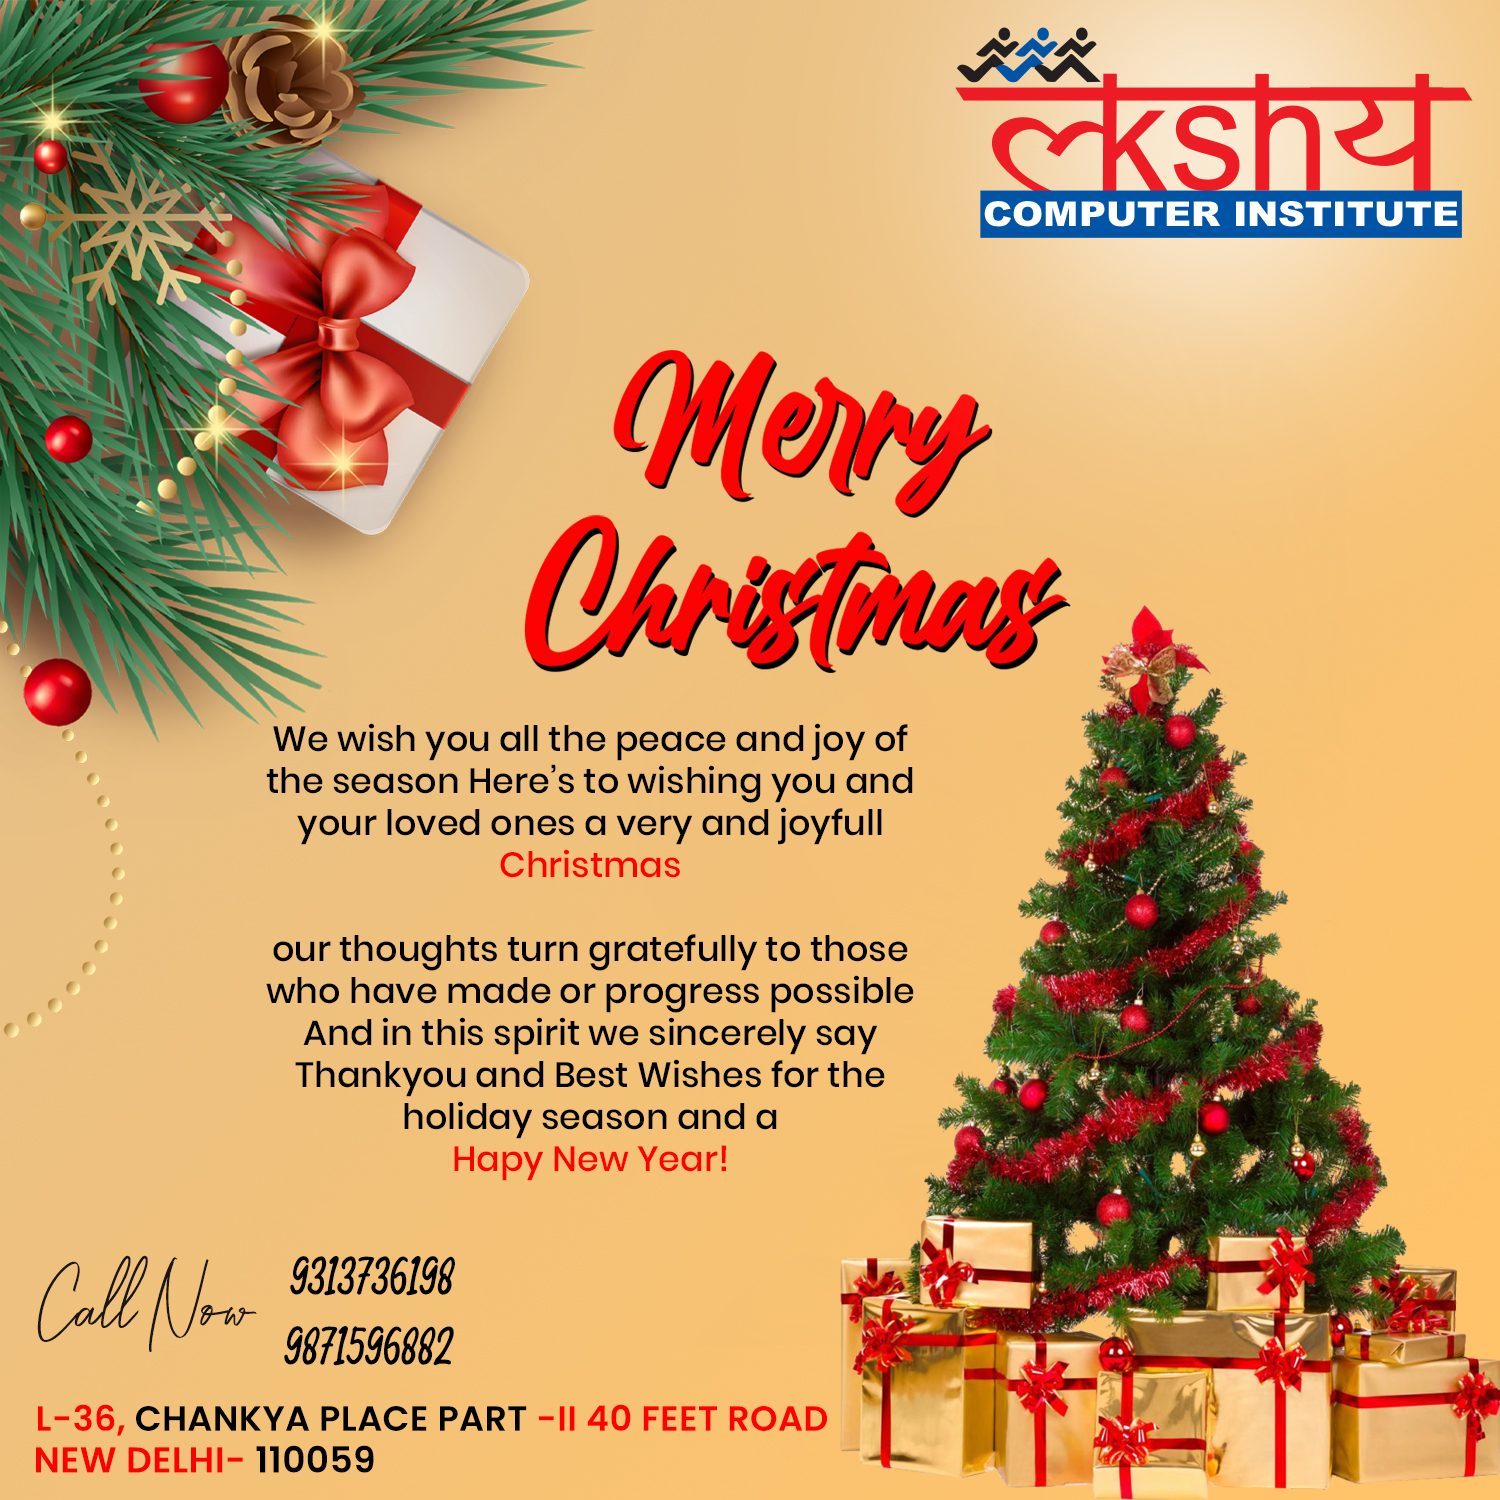 लkshय
COMPUTER INSTITUTE
Merry
Christmas
We wish you all the peace and joy of
the season Here's to wishing you and
your loved ones a very and joyfull
Christmas
our thoughts turn gratefully to those
who have made or progress possible
And in this spirit we sincerely say
Thankyou and Best Wishes for the
holiday season and a
Hapy New Year!
Call Now
9313736198
9871596882
L-36, CHANKYA PLACE PART -II 40 FEET ROAD
NEW DELHI- 110059